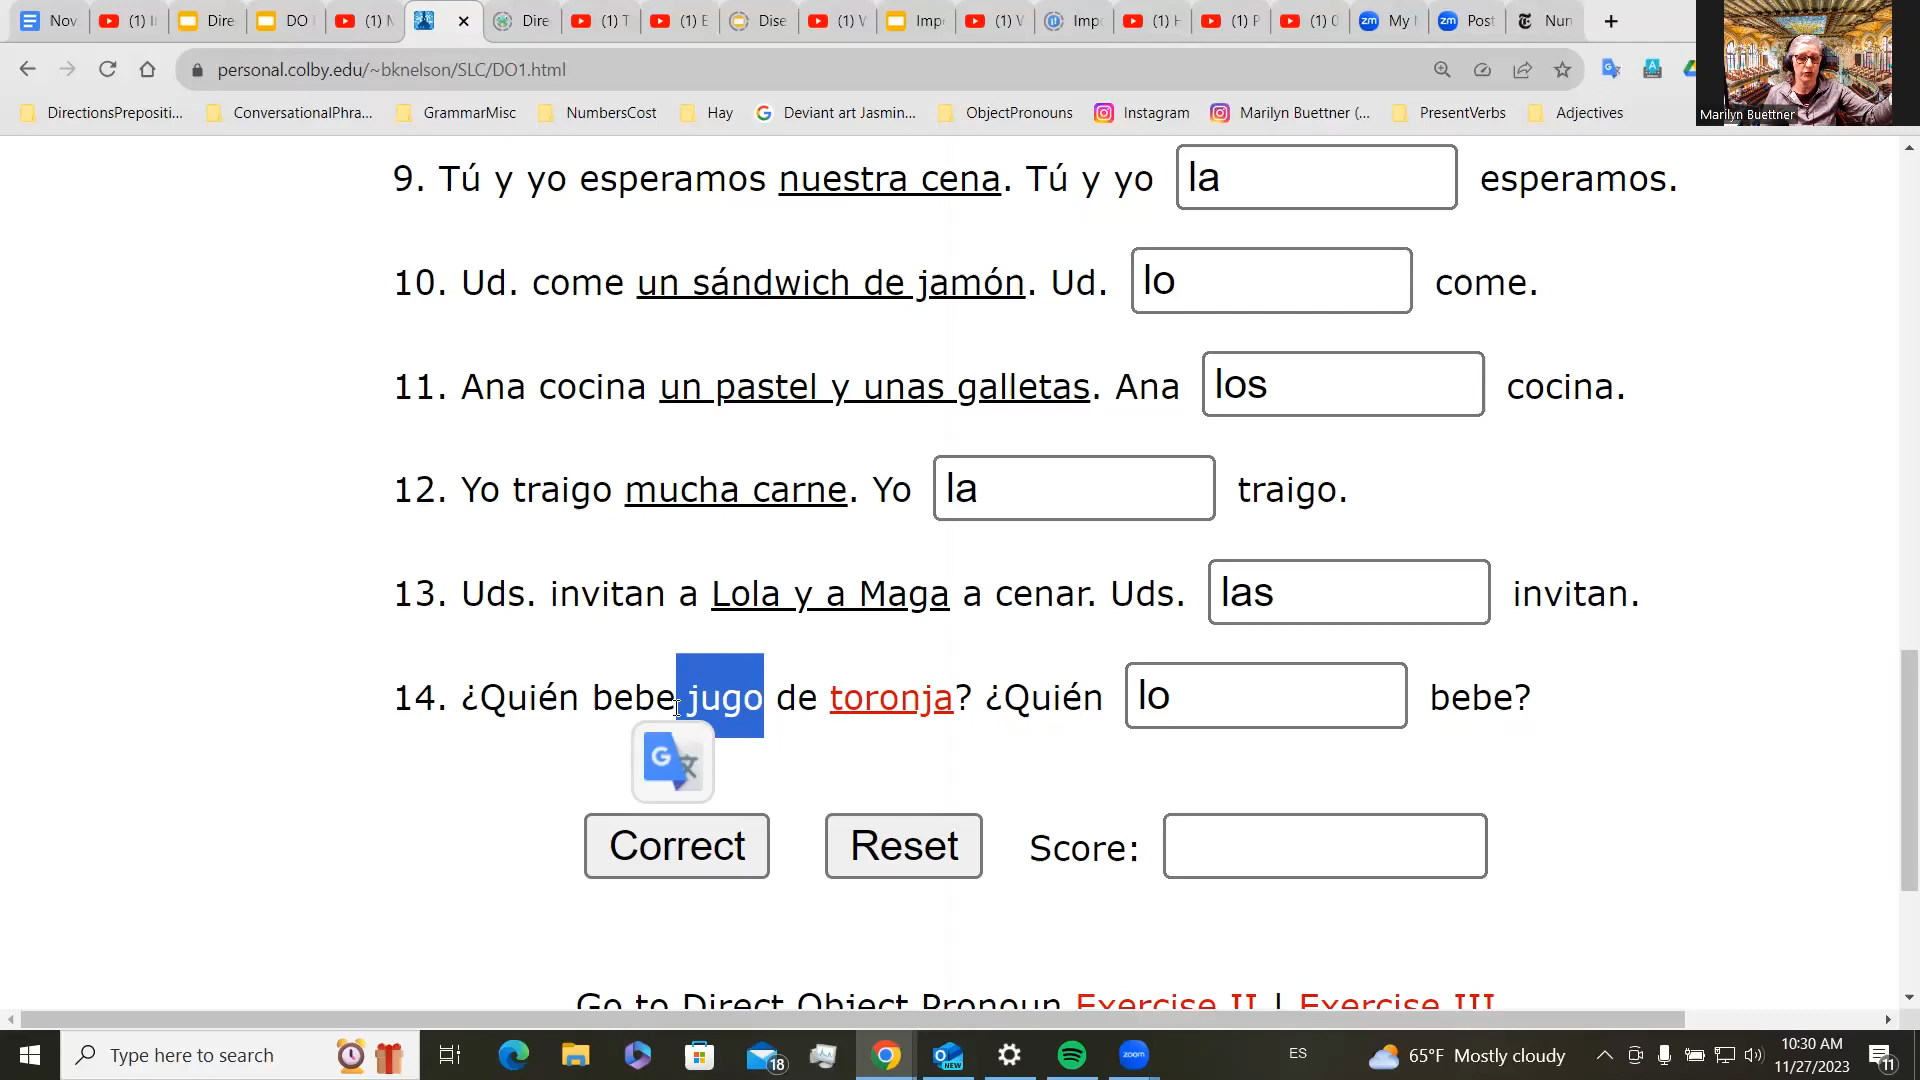 Nov
(1) I
Dire
DO
(1) M
Dire
(1) T
(1) E
Dise
(1) V
Impe
(1) V
Impe
(1) H
(1) P
(1) 0
My
Post
Nun
personal.colby.edu/~bknelson/SLC/DO1.html
DirectionsPrepositi...
ConversationalPhra...
GrammarMisc
NumbersCost
Hay
Deviant art Jasmin...
ObjectPronouns
Instagram
Marilyn Buettner (...
PresentVerbs
Adjectives
Marilyn Buettner
9. Tú y yo esperamos nuestra cena. Tú y yo la esperamos.
10. Ud. come un sándwich de jamón. Ud. lo come.
11. Ana cocina un pastel y unas galletas. Ana los cocina.
12. Yo traigo mucha carne. Yo la traigo.
13. Uds. invitan a Lola y a Maga a cenar. Uds. las invitan.
14. ¿Quién bebe jugo de toronja? ¿Quién lo bebe?
Correct Reset Score:
Go to Direct Object Pronoun Exercise II | Exercise III
Type here to search
18
NEW
zoom
ES
65°F Mostly cloudy
10:30 AM
11/27/2023
11